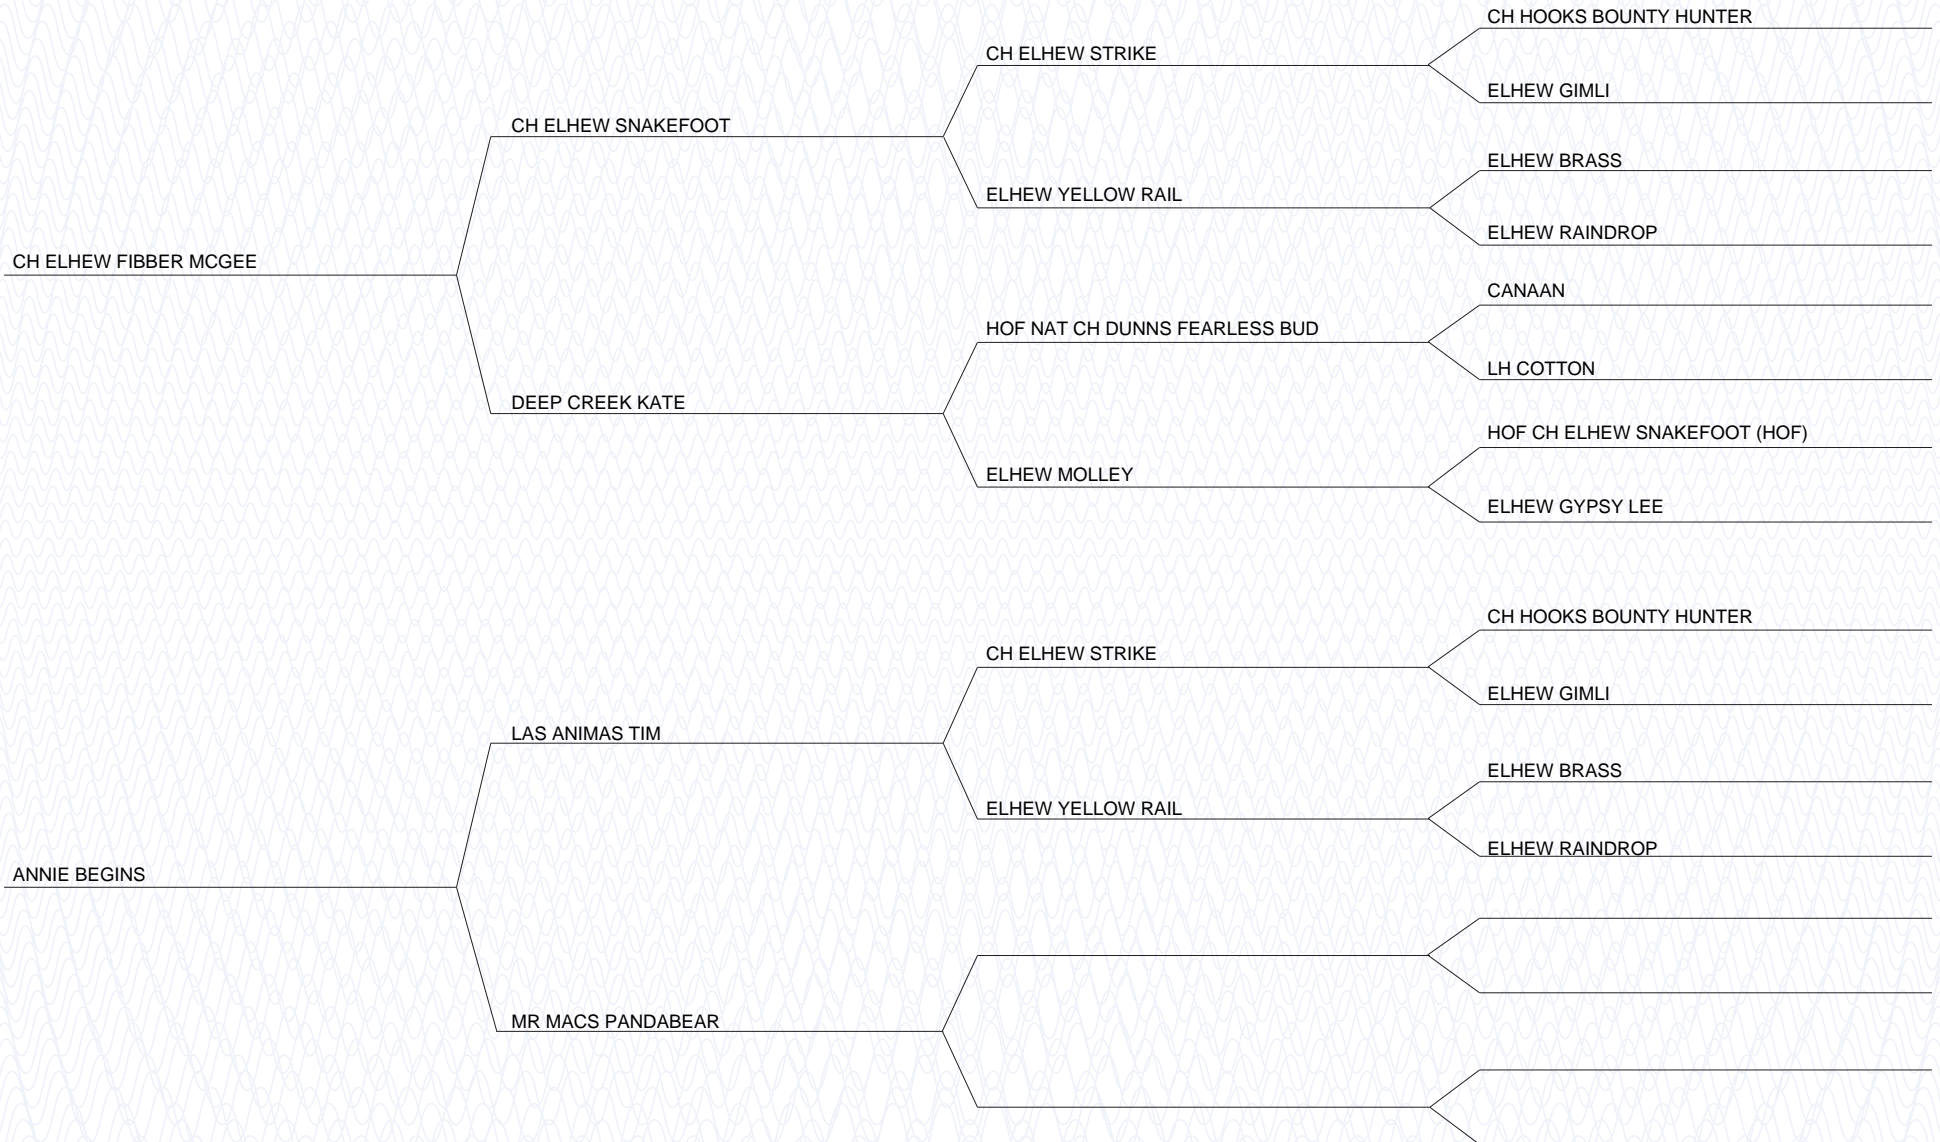 CH HOOKS BOUNTY HUNTER
CH ELHEW STRIKE
ELHEW GIMLI
CH ELHEW SNAKEFOOT
ELHEW BRASS
ELHEW YELLOW RAIL
ELHEW RAINDROP
CH ELHEW FIBBER MCGEE
CANAAN
HOF NAT CH DUNNS FEARLESS BUD
LH COTTON
DEEP CREEK KATE
HOF CH ELHEW SNAKEFOOT (HOF)
ELHEW MOLLEY
ELHEW GYPSY LEE
CH HOOKS BOUNTY HUNTER
CH ELHEW STRIKE
ELHEW GIMLI
LAS ANIMAS TIM
ELHEW BRASS
ELHEW YELLOW RAIL
ELHEW RAINDROP
ANNIE BEGINS
MR MACS PANDABEAR